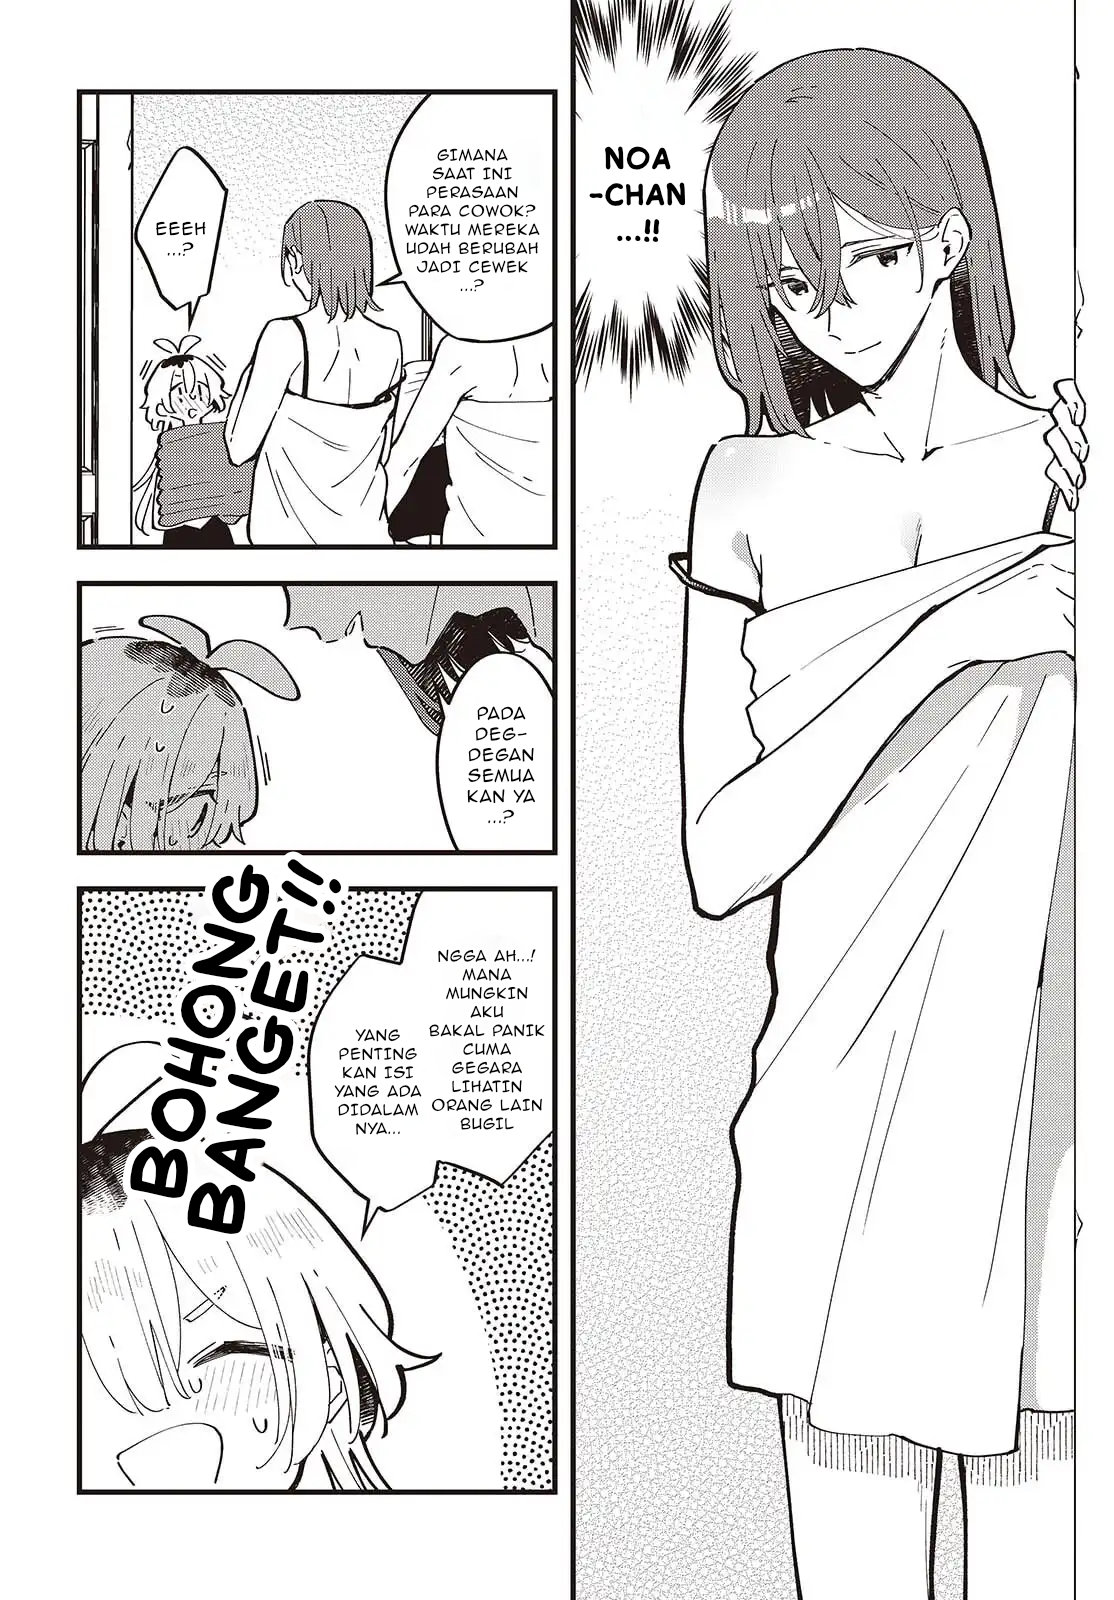 NOA
-CHAN
...!!
GIMANA
SAAT INI
PERASAAN
PARA COWOK?
WAKTU MEREKA
UDAH BERUBAH
JADI CEWEK
...?
EEEH
...?
PADA
DEG-
DEGAN
SEMUA
KAN YA
...?
NGGA AH...!
MANA
MUNGKIN
AKU
BAKAL PANIK
CUMA
GEGARA
LIHATIN
ORANG LAIN
BUGIL
YANG
PENTING
KAN ISI
YANG ADA
DIDALAM
NYA...
BOHONG
BANGET!!